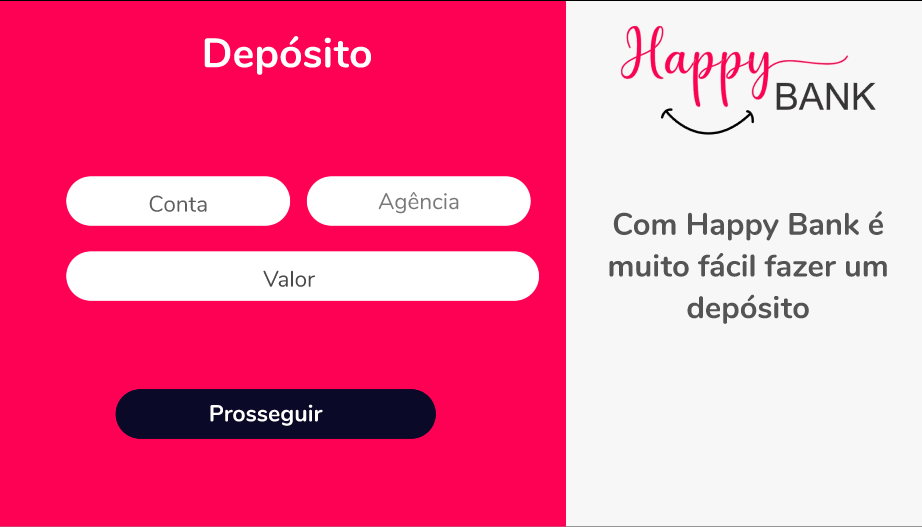 Depósito
Conta
Agência
Valor
Prosseguir
Happy
BANK
Com Happy Bank é
muito fácil fazer um
depósito